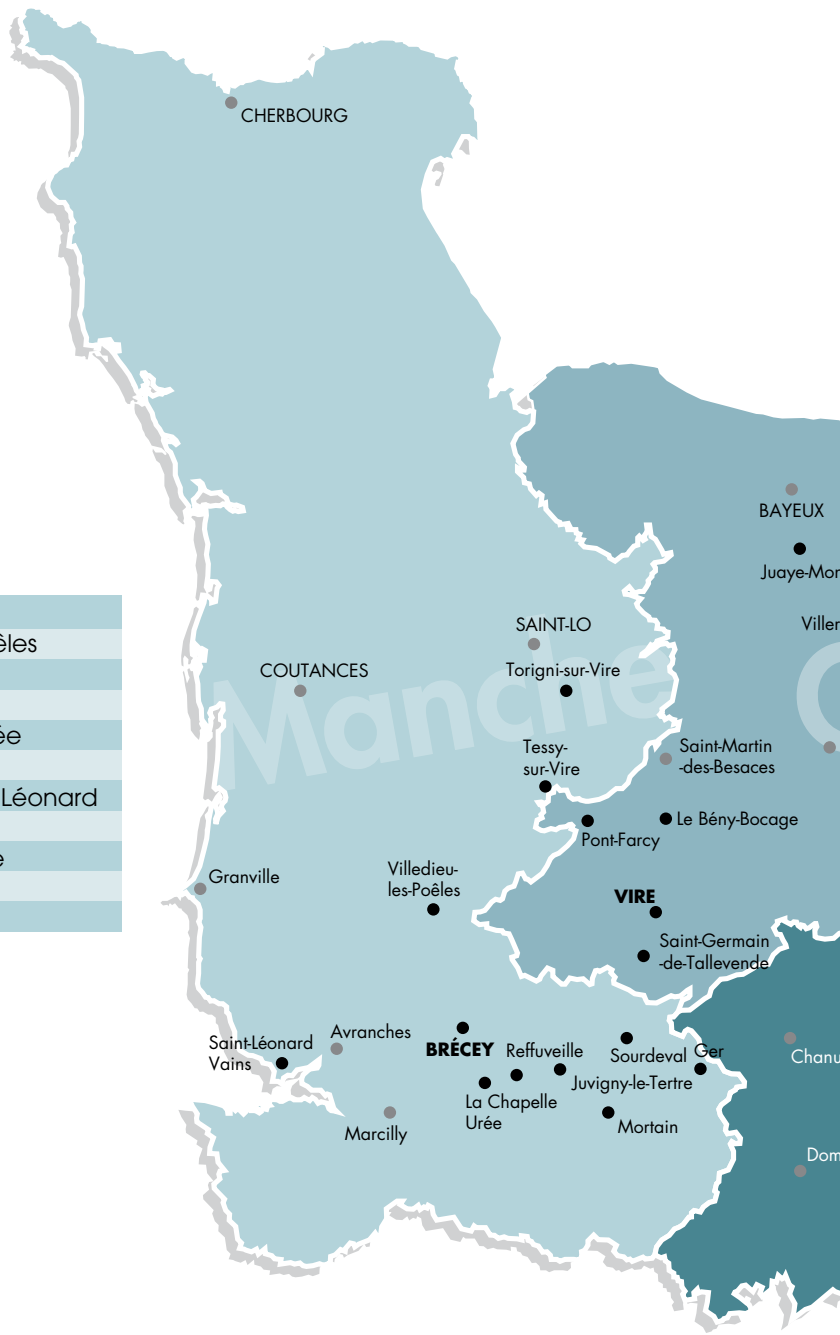 CHERBOURG
BAYEUX
Juaye-Mor
SAINT-LO
Viller
êles
COUTANCES
Torigni-sur-Vire
Manche
ée
Tessy-
sur-Vire
Saint-Martin
-des-Besaces
Léonard
Le Bény-Bocage
Pont-Farcy
e
Granville
Villedieu-
les-Poêles
VIRE
Saint-Germain
-de-Tallevende
Saint-Léonard
Vains
Avranches
BRÉCEY
Reffuveille
Sourdeval
Ger
Chanu
Juvigny-le-Tertre
La Chapelle
Urée
Marcilly
Mortain
Dom